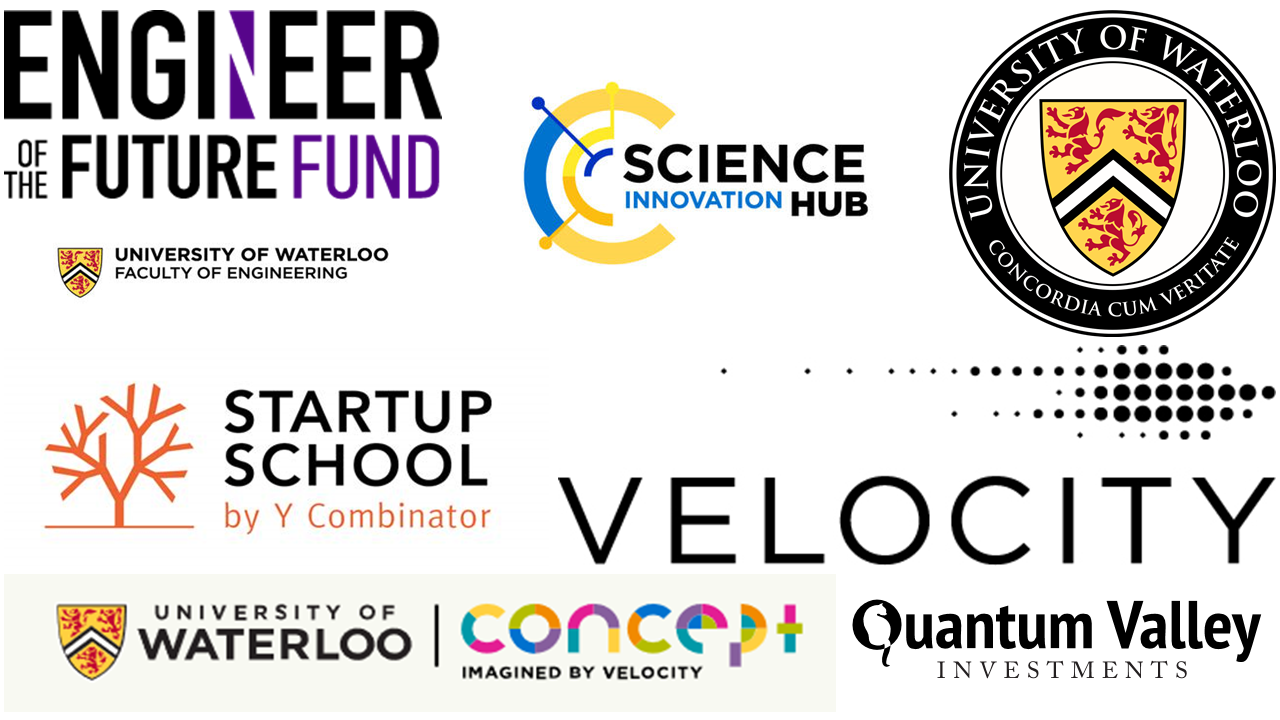 ENGINEER
OF THE FUTURE FUND
UNIVERSITY OF WATERLOO
FACULTY OF ENGINEERING
SCIENCE
INNOVATION HUB
UNIVERSITY OF WATERLOO
CONCORDIA CUM VERITATE
STARTUP
SCHOOL
by Y Combinator
VELOCITY
UNIVERSITY OF
WATERLOO
concept
IMAGINED BY VELOCITY
Quantum Valley
INVESTMENTS